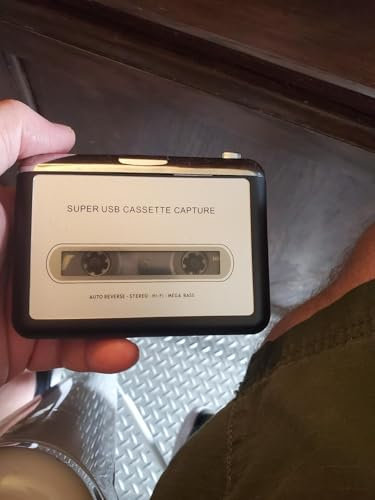 SUPER USB CASSETTE CAPTURE
AUTO REVERSE · STEREO · HI-FI · MEGA BASS